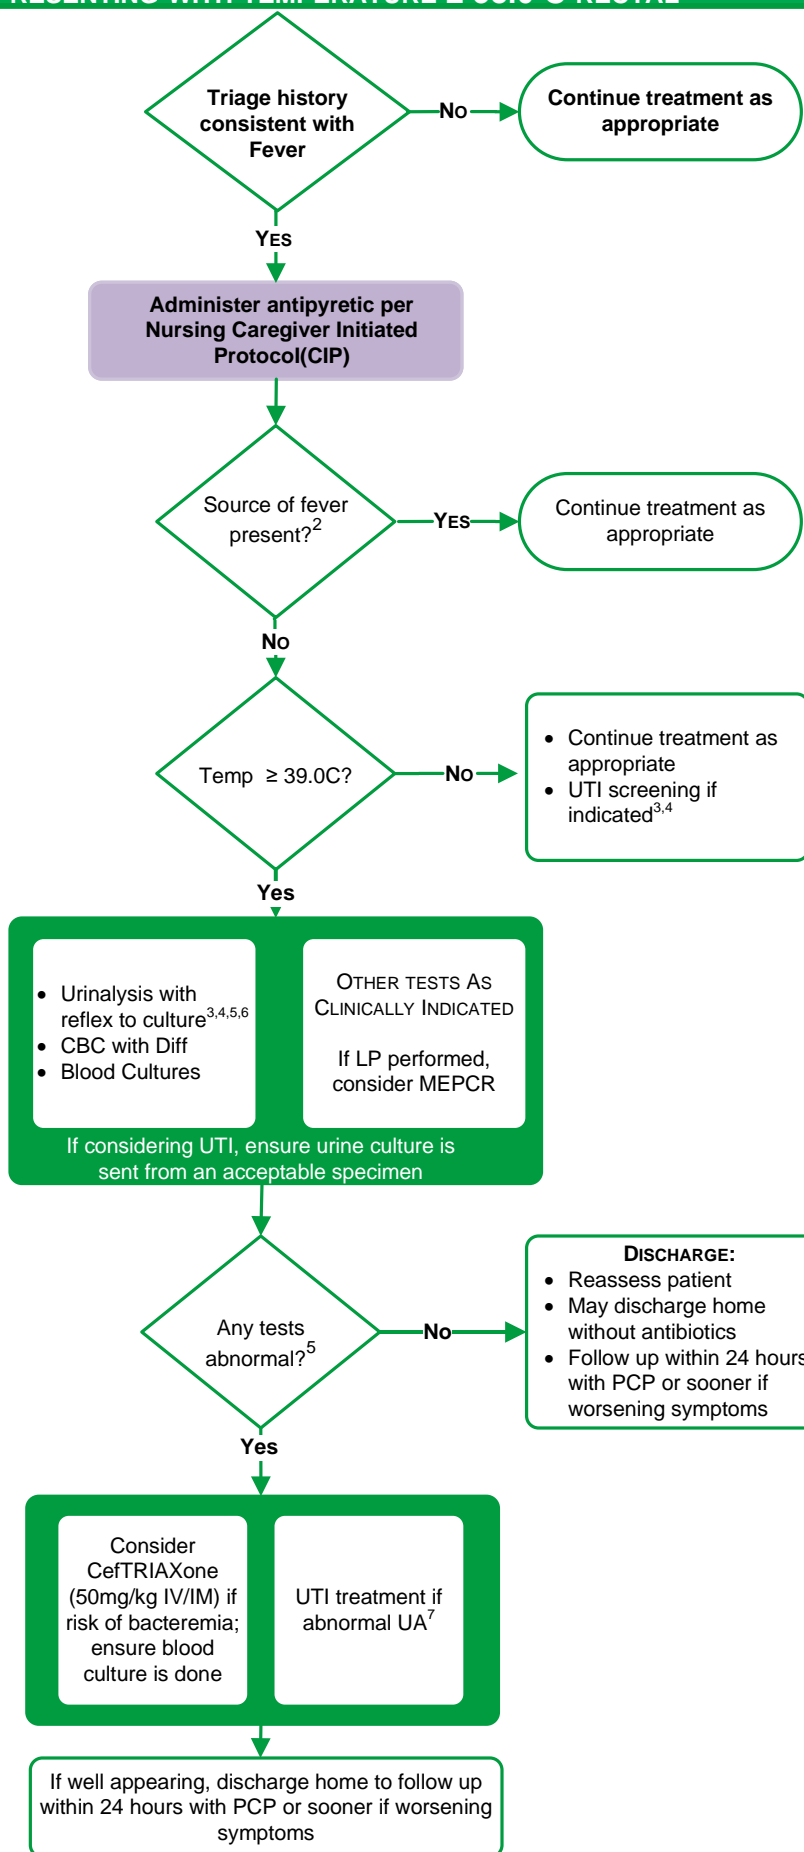 WITH TEMPERATURE RECTAL
Triage history
consistent with
Fever
NO
Continue treatment as
appropriate
YES
Administer antipyretic per
Nursing Caregiver Initiated
Protocol(CIP)
Source of fever
present?2
YES
Continue treatment as
appropriate
NO
Temp ≥ 39.0C?
NO
• Continue treatment as
appropriate
• UTI screening if
indicated3,4
Yes
• Urinalysis with
reflex to culture3,4,5,6
• CBC with Diff
• Blood Cultures
OTHER TESTS AS
CLINICALLY INDICATED
If LP performed,
consider MEPCR
If considering UTI, ensure urine culture is
sent from an acceptable specimen
Any tests
abnormal?5
No
DISCHARGE:
• Reassess patient
• May discharge home
without antibiotics
• Follow up within 24 hours
with PCP or sooner if
worsening symptoms
Yes
Consider
CefTRIAXone
(50mg/kg IV/IM) if
risk of bacteremia;
ensure blood
culture is done
UTI treatment if
abnormal UA7
If well appearing, discharge home to follow up
within 24 hours with PCP or sooner if worsening
symptoms